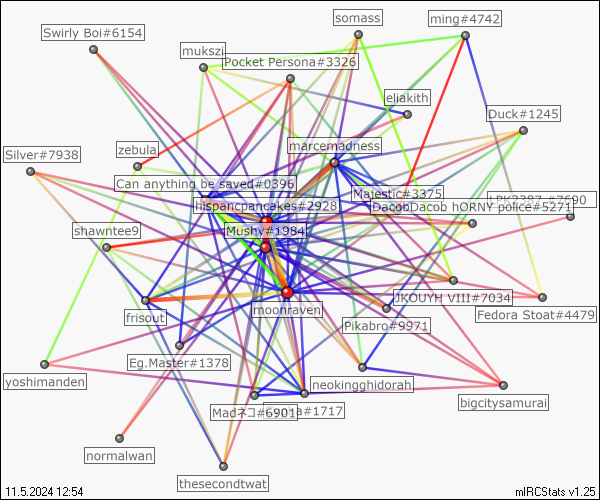 somass
ming#4742
Swirly Boi#6154
mukszi
Pocket Persona#3326
eliakith
Duck#1245
marcemadness
zebula
Silver#7938
Can anything be saved#0396
Majestic#3375
#7690
hispancpancakes#2928
DacobDacob hORNY police#5271
shawntee9
Mushy#1984
JKOUYH VIII#7034
moonraven
frisout
Fedora Stoat#4479
Pikabro#9971
Eg.Master#1378
yoshimanden
neokingghidorah
bigcitysamurai
Madネコ#6901
a#1717
normalwan
thesecondtwat
11.5.2024 12:54
mIRCStats v1.25